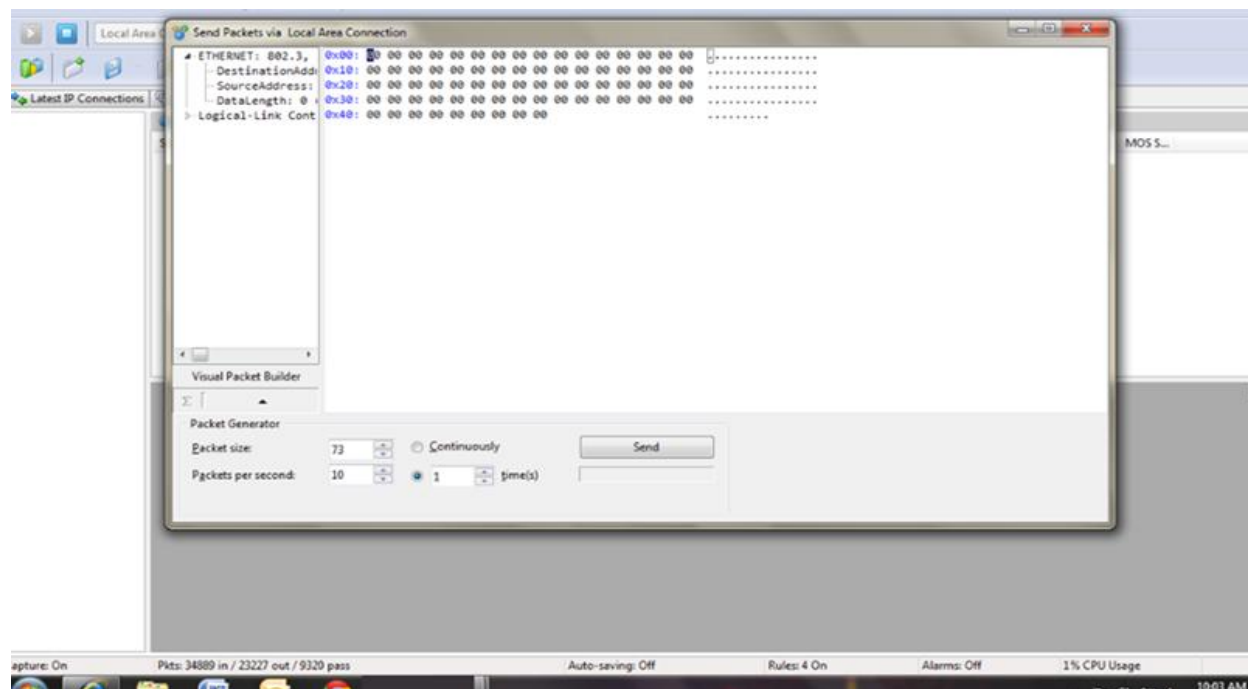 Local Area
Send Packets via Local Area Connection
Latest IP Connections
ETHERNET: 802.3,
DestinationAdd
SourceAddress:
DataLength: 0
Logical-Link Cont
0x00: 00 00 00 00 00 00 00 00 00 00 00 00 00 00 00 00 ................
0x10: 00 00 00 00 00 00 00 00 00 00 00 00 00 00 00 00 ................
0x20: 00 00 00 00 00 00 00 00 00 00 00 00 00 00 00 00 ................
0x30: 00 00 00 00 00 00 00 00 00 00 00 00 00 00 00 00 ................
0x40: 00 00 00 00 00 00 00 00 00 .........
MOS S...
Visual Packet Builder
Σ
Packet Generator
Packet size: 73 Continuously Send
Packets per second: 10 1 time(s)
apture: On Pkts: 34889 in / 23227 out / 9320 pass Auto-saving: Off Rules: 4 On Alarms: Off 1% CPU Usage
10:03 AM